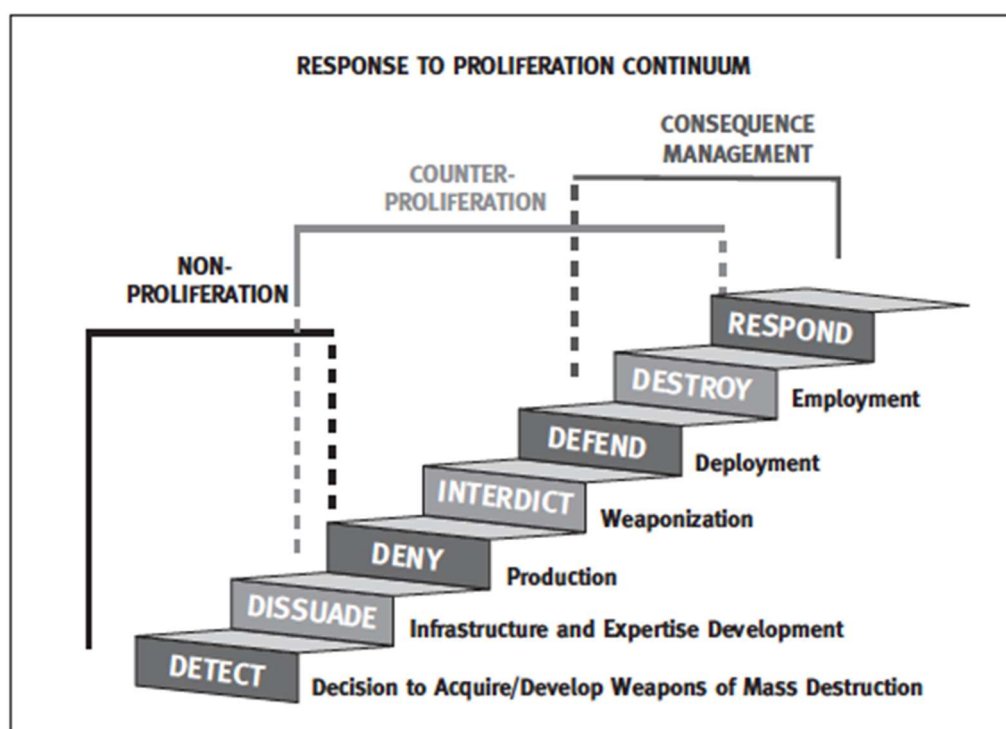 RESPONSE TO PROLIFERATION CONTINUUM
CONSEQUENCE
MANAGEMENT
COUNTER-
PROLIFERATION
NON-
PROLIFERATION
RESPOND
DESTROY
Employment
DEFEND
Deployment
INTERDICT
Weaponization
DENY
Production
DISSUADE
Infrastructure and Expertise Development
DETECT
Decision to Acquire/Develop Weapons of Mass Destruction